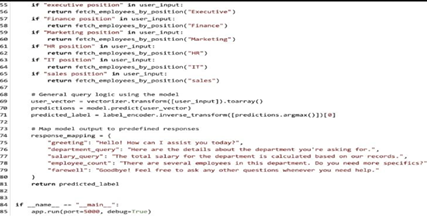 55 if "executive position" in user_input:
56 return fetch_employees_by_position("Executive")
57 if "Finance position" in user_input:
58 return fetch_employees_by_position("Finance")
59 if "Marketing position" in user_input:
60 return fetch_employees_by_position("Marketing")
61 if "HR position" in user_input:
62 return fetch_employees_by_position("HR")
63 if "IT position" in user_input:
64 return fetch_employees_by_position("IT")
65 if "sales position" in user_input:
66 return fetch_employees_by_position("sales")
67
68 # General query logic using the model
69 user_vector = vectorizer.transform([user_input]).toarray()
70 predictions = model.predict(user_vector)
71 predicted_label = label_encoder.inverse_transform([predictions.argmax()])[0]
72
73 # Map model output to predefined responses
74 response_mapping = {
75 "greeting": "Hello! How can I assist you today?",
76 "department_query": "Here are the details about the department you're asking for.",
77 "salary_query": "The total salary for the department is calculated based on our records.",
78 "employee_count": "There are several employees in this department. Do you need more specifics?"
79 "farewell": "Goodbye! Feel free to ask any other questions whenever you need help."
80 }
81 return predicted_label
82
83
84 if __name__ == "__main__":
85 app.run(port=5000, debug=True)